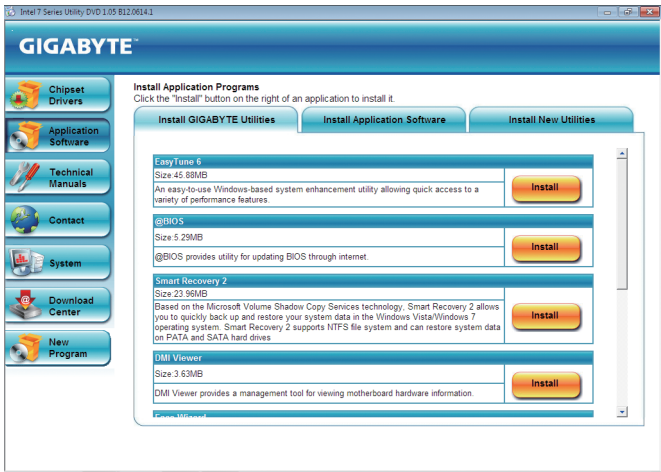 Intel 7 Series Utility DVD 1.05 B12.0614.1
GIGABYTE™
Chipset
Drivers
Application
Software
Technical
Manuals
Contact
System
Download
Center
New
Program
Install Application Programs
Click the "Install" button on the right of an application to install it.
Install GIGABYTE Utilities
Install Application Software
Install New Utilities
EasyTune 6
Size:45.88MB
An easy-to-use Windows-based system enhancement utility allowing quick access to a
variety of performance features.
Install
@BIOS
Size:5.29MB
@BIOS provides utility for updating BIOS through internet.
Install
Smart Recovery 2
Size:23.96MB
Based on the Microsoft Volume Shadow Copy Services technology, Smart Recovery 2 allows
you to quickly back up and restore your system data in the Windows Vista/Windows 7
operating system. Smart Recovery 2 supports NTFS file system and can restore system data
on PATA and SATA hard drives
Install
DMI Viewer
Size:3.63MB
DMI Viewer provides a management tool for viewing motherboard hardware information.
Install